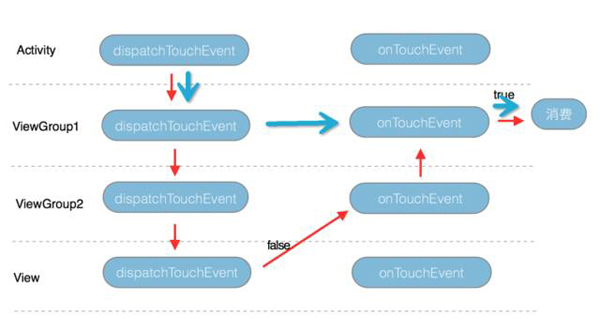 Activity
dispatchTouchEvent
onTouchEvent
true
ViewGroup1
dispatchTouchEvent
onTouchEvent
消费
ViewGroup2
dispatchTouchEvent
onTouchEvent
false
View
dispatchTouchEvent
onTouchEvent